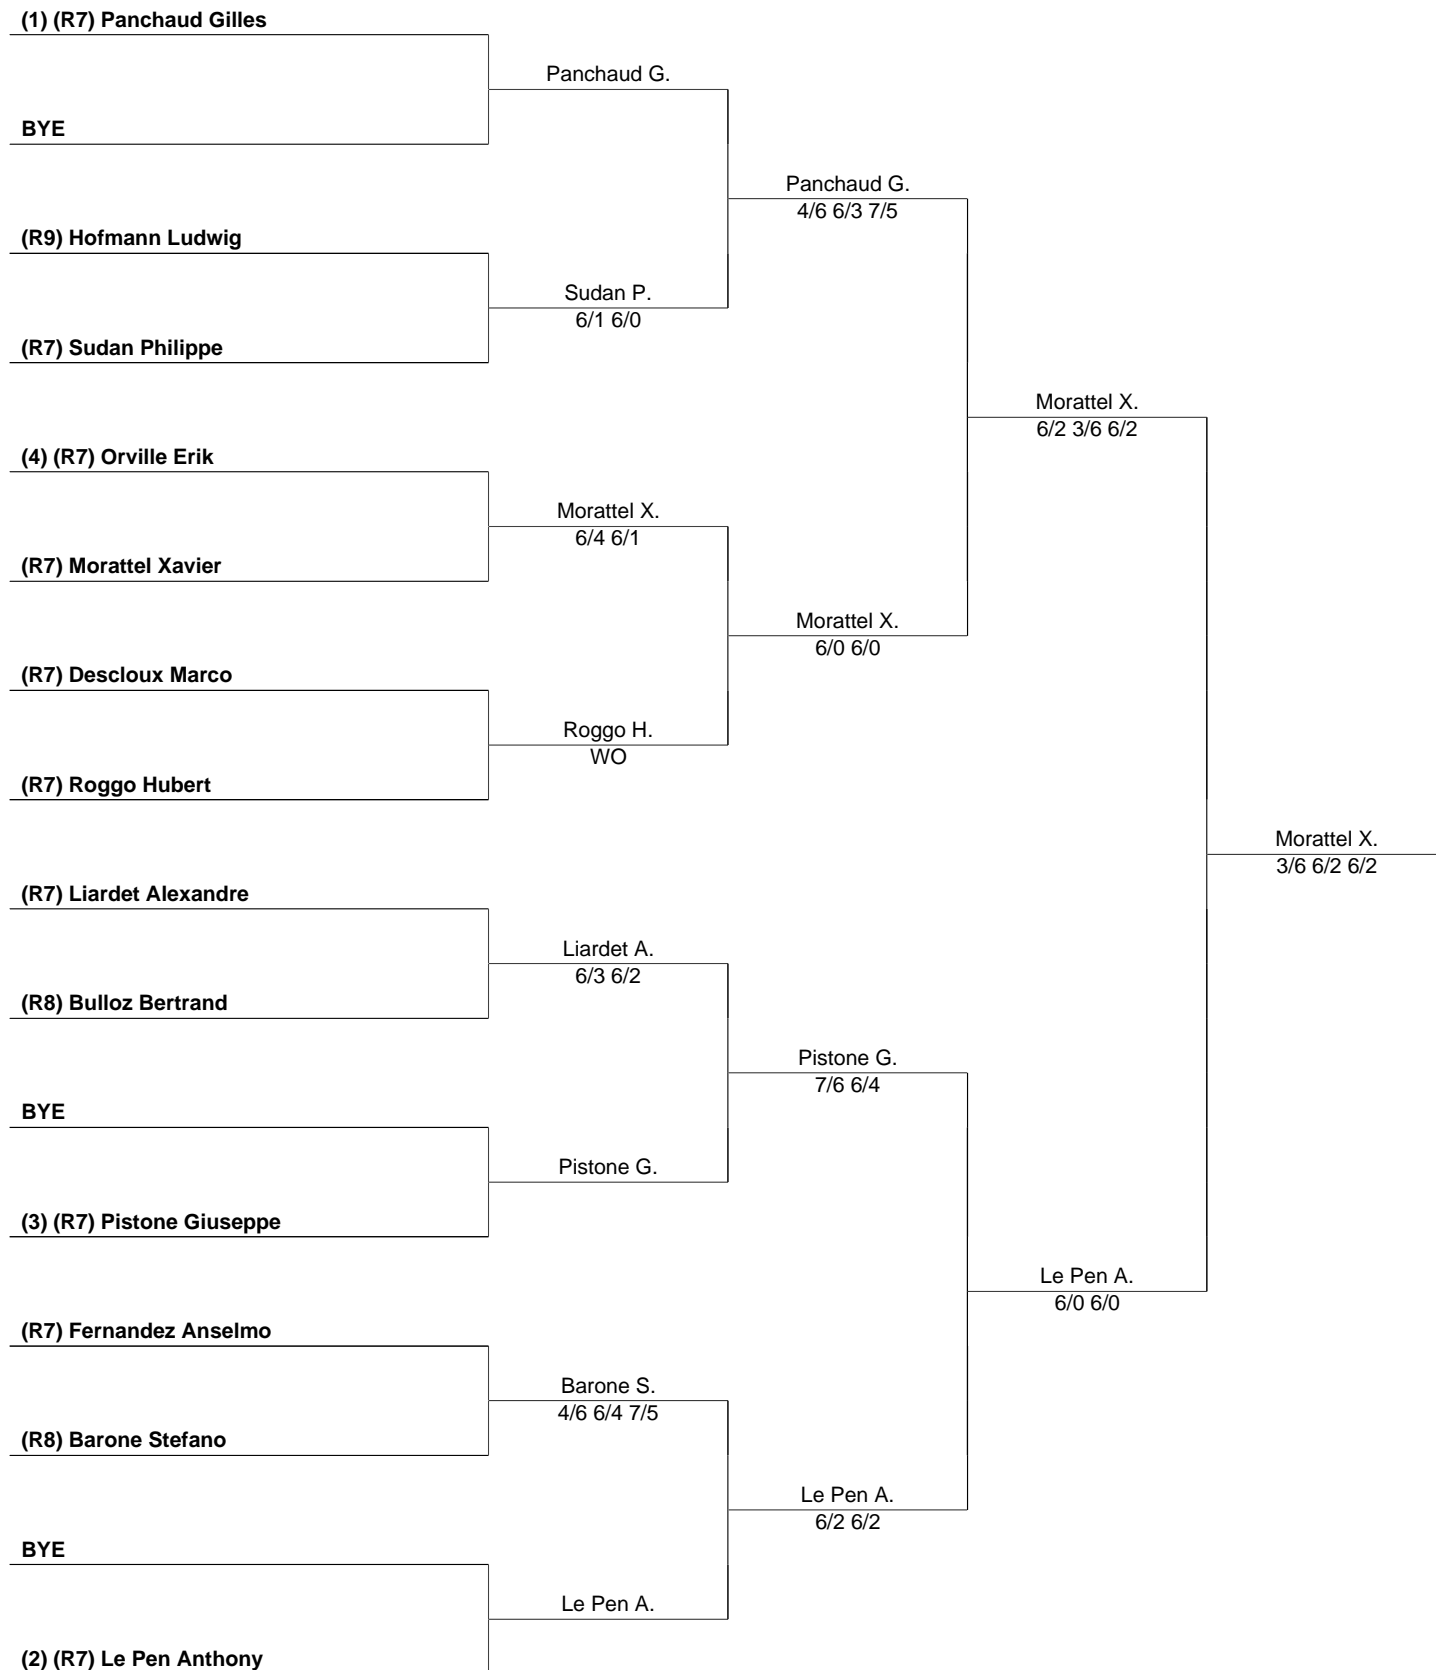 (1) (R7) Panchaud Gilles
Panchaud G.
BYE
Panchaud G.
4/6 6/3 7/5
(R9) Hofmann Ludwig
Sudan P.
6/1 6/0
(R7) Sudan Philippe
Morattel X.
6/2 3/6 6/2
(4) (R7) Orville Erik
Morattel X.
6/4 6/1
(R7) Morattel Xavier
Morattel X.
6/0 6/0
(R7) Descloux Marco
Roggo H.
WO
(R7) Roggo Hubert
Morattel X.
3/6 6/2 6/2
(R7) Liardet Alexandre
Liardet A.
6/3 6/2
(R8) Bulloz Bertrand
Pistone G.
7/6 6/4
BYE
Pistone G.
(3) (R7) Pistone Giuseppe
Le Pen A.
6/0 6/0
(R7) Fernandez Anselmo
Barone S.
4/6 6/4 7/5
(R8) Barone Stefano
Le Pen A.
6/2 6/2
BYE
Le Pen A.
(2) (R7) Le Pen Anthony